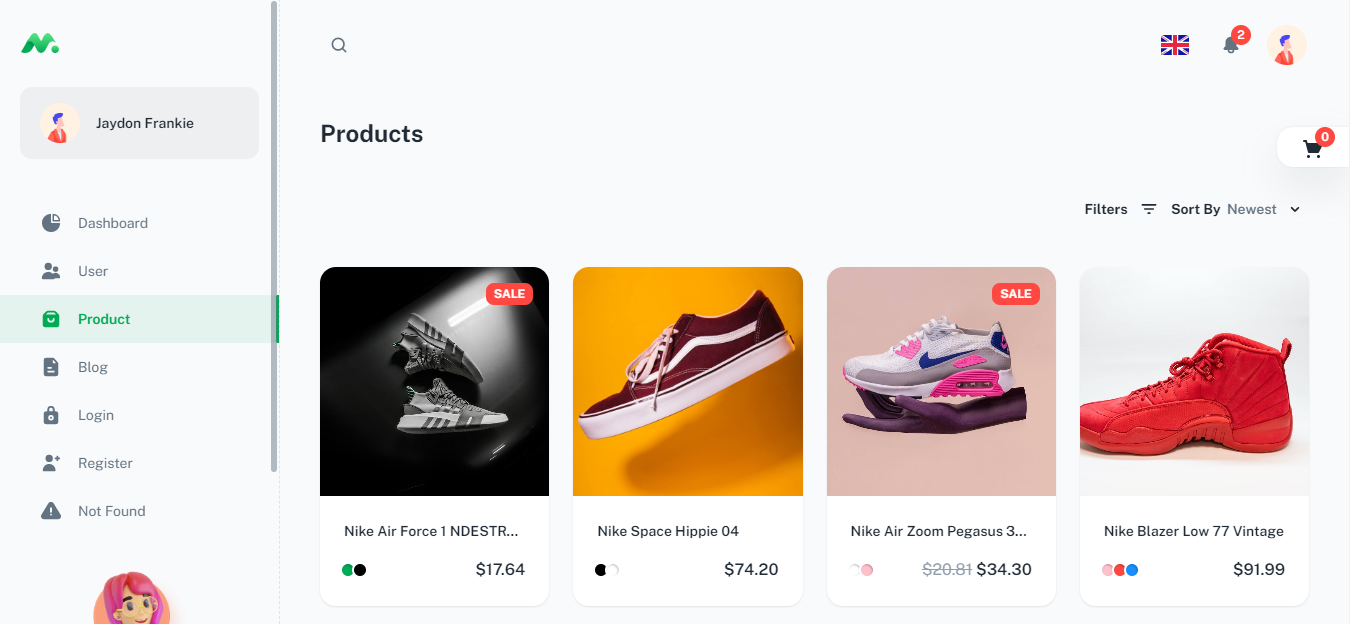 2
Jaydon Frankie
Products
0
Filters
Sort By Newest
Dashboard
User
Product
Blog
Login
Register
Not Found
SALE
SALE
Nike Air Force 1 NDESTR...
$17.64
Nike Space Hippie 04
$74.20
Nike Air Zoom Pegasus 3...
$20.81 $34.30
Nike Blazer Low 77 Vintage
$91.99